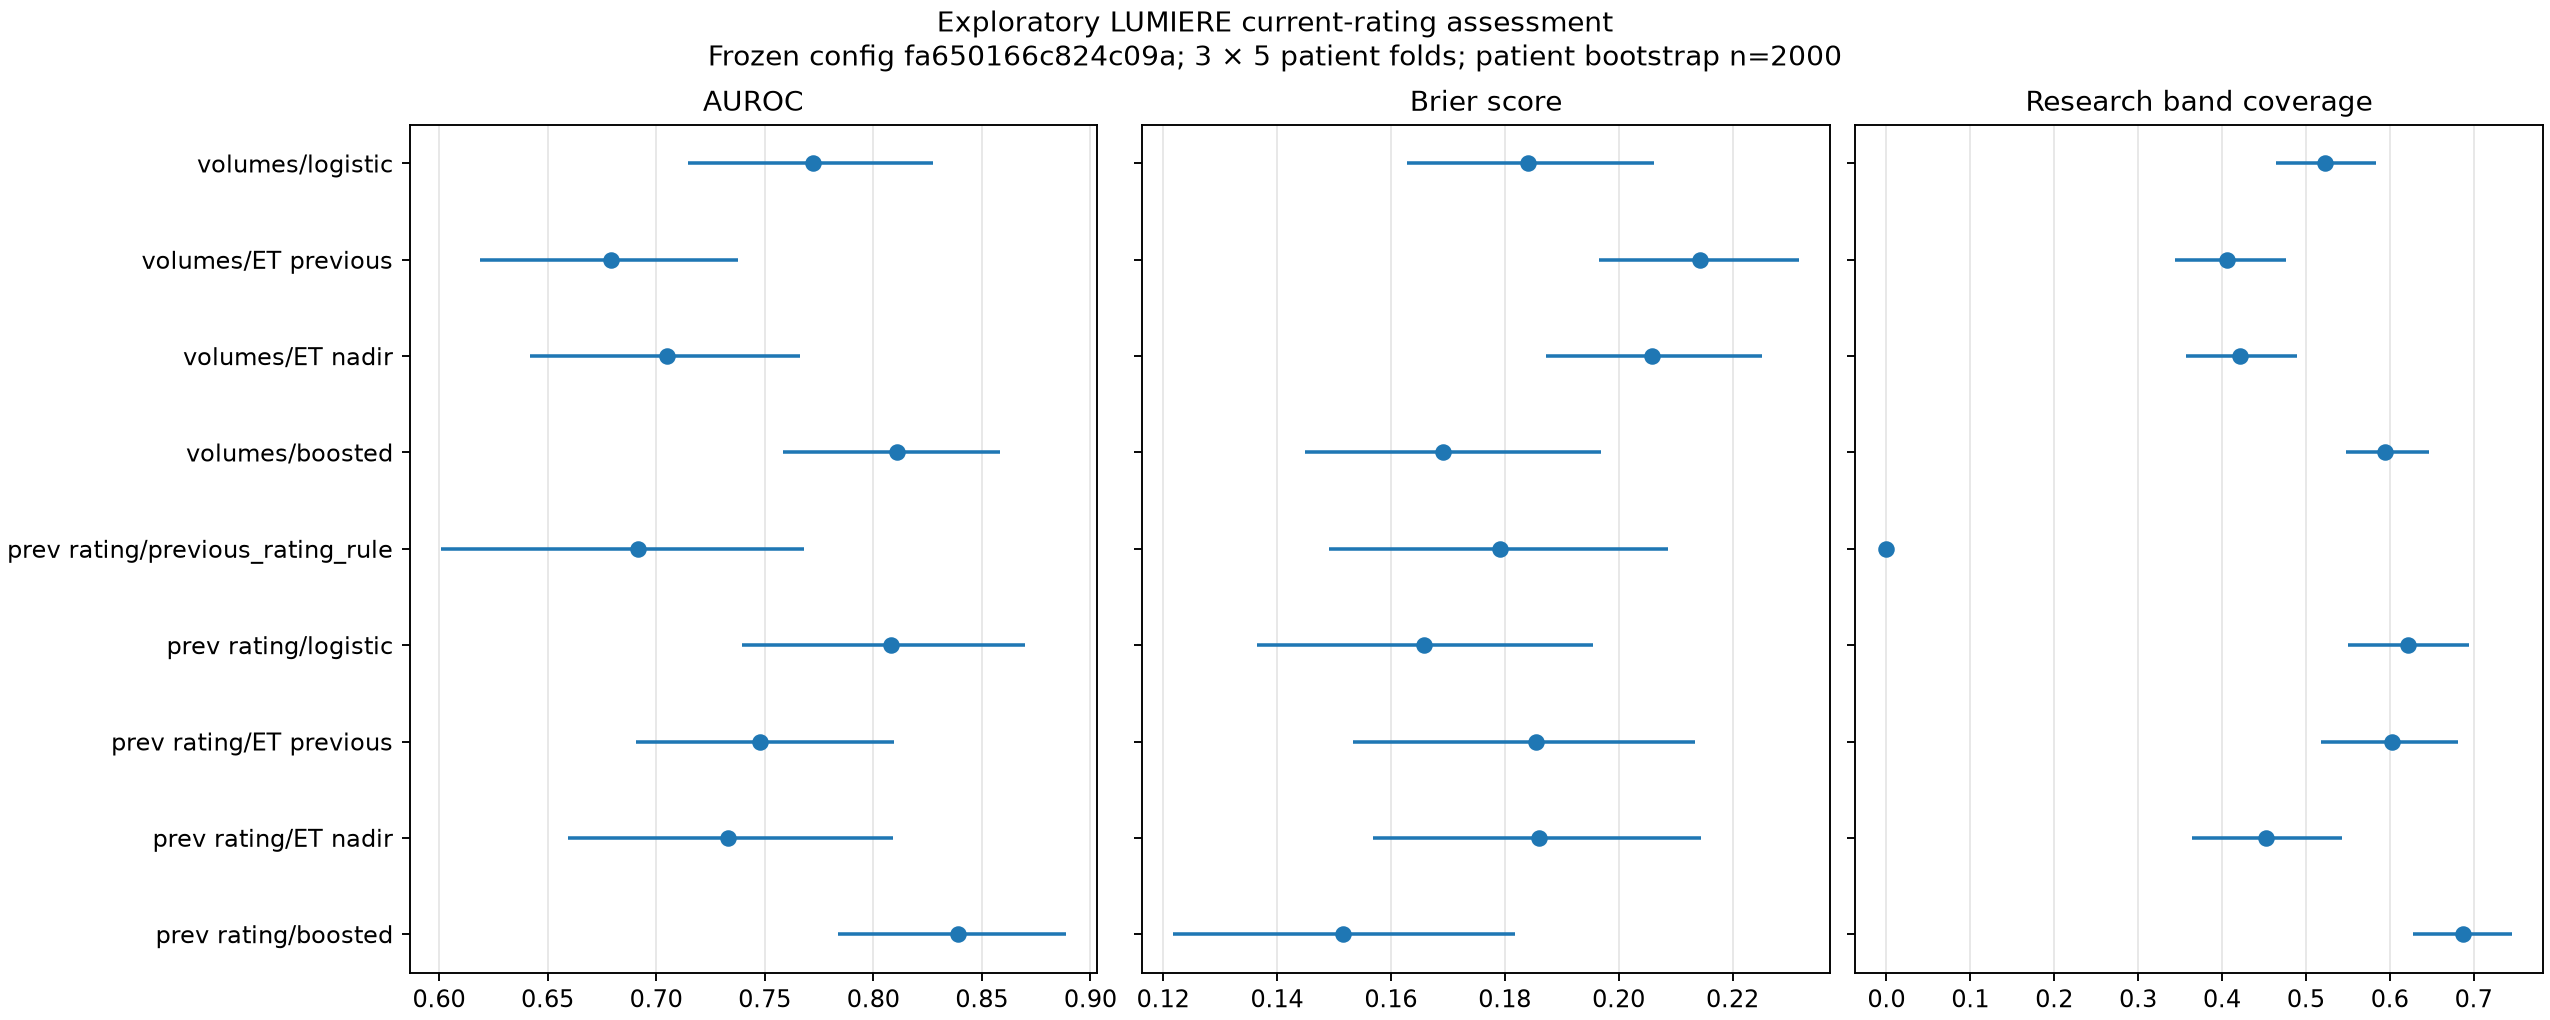 Exploratory LUMIERE current-rating assessment
Frozen config fa650166c824c09a; 3 × 5 patient folds; patient bootstrap n=2000
AUROC
Brier score
Research band coverage
volumes/logistic
volumes/ET previous
volumes/ET nadir
volumes/boosted
prev rating/previous_rating_rule
prev rating/logistic
prev rating/ET previous
prev rating/ET nadir
prev rating/boosted
0.60 0.65 0.70 0.75 0.80 0.85 0.90
0.12 0.14 0.16 0.18 0.20 0.22
0.0 0.1 0.2 0.3 0.4 0.5 0.6 0.7